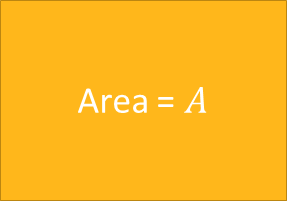 Area = A